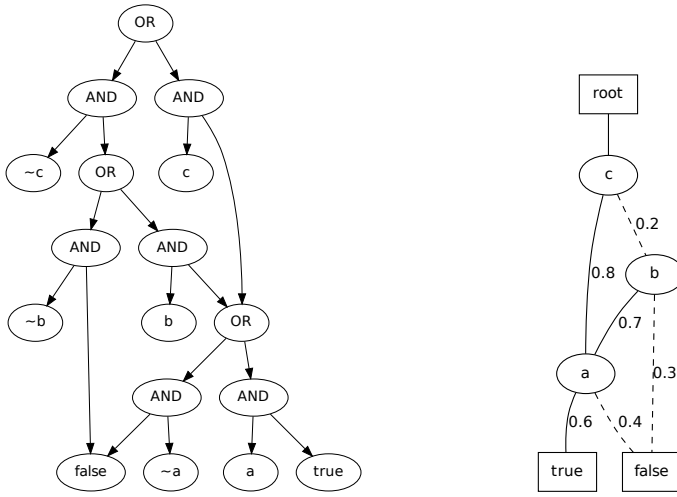 OR
AND AND
~c OR c
AND AND
~b b OR
AND AND
false ~a a true
root
c
0.2
b
0.8
0.7
a
0.3
0.6 0.4
true false